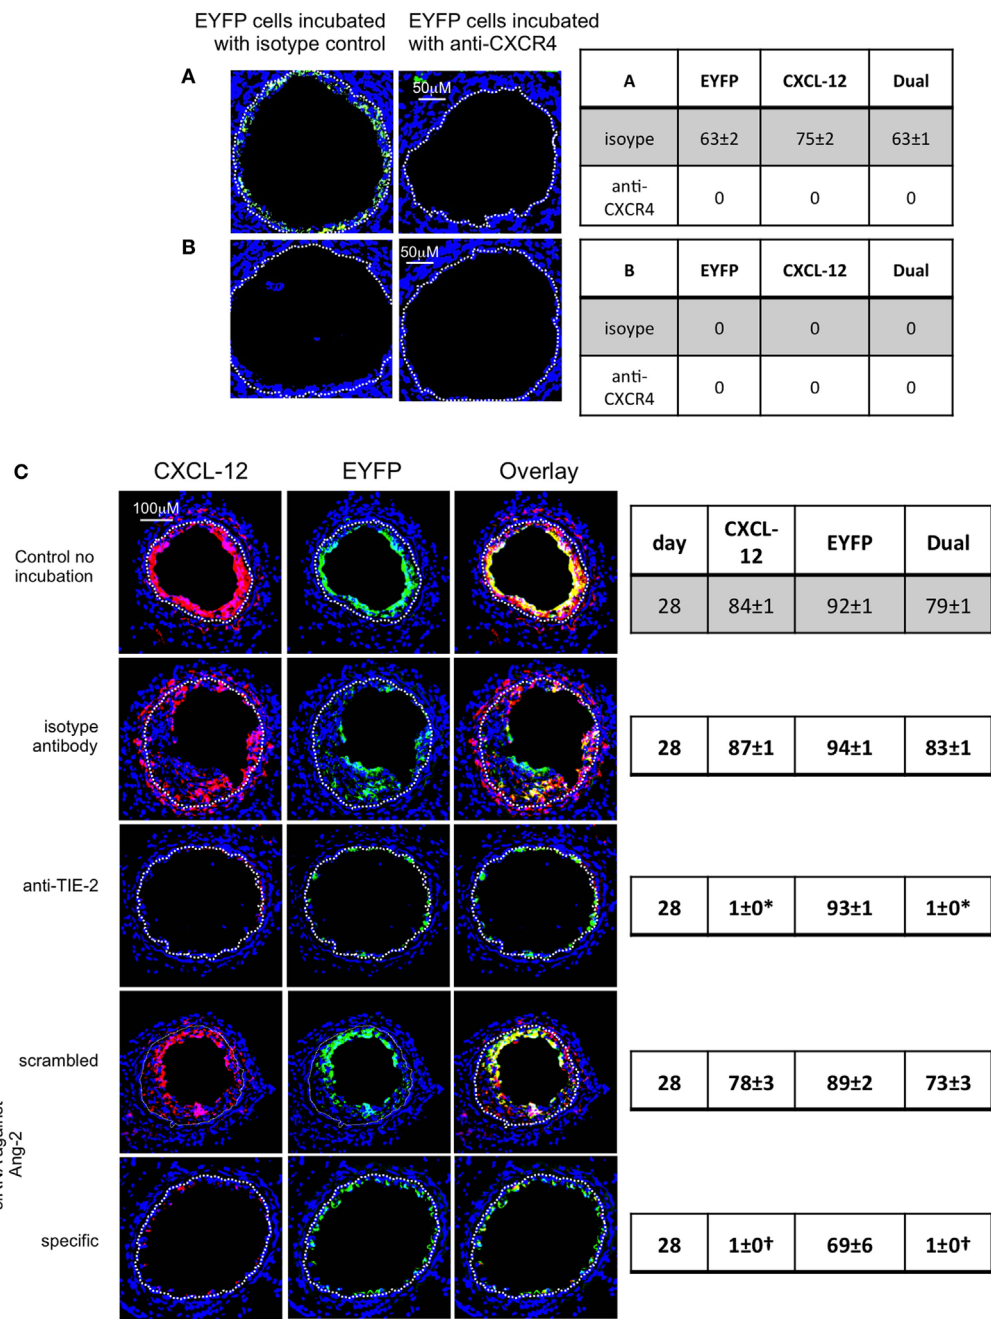 EYFP cells incubated with isotype control
EYFP cells incubated with anti-CXCR4
A
50µM
A EYFP CXCL-12 Dual
isoype 63±2 75±2 63±1
anti-CXCR4 0 0 0
B
50µM
B EYFP CXCL-12 Dual
isoype 0 0 0
anti-CXCR4 0 0 0
C
CXCL-12 EYFP Overlay
Control no incubation
100µM
day CXCL-12 EYFP Dual
28 84±1 92±1 79±1
isotype antibody
28 87±1 94±1 83±1
anti-TIE-2
28 1±0* 93±1 1±0*
scrambled
28 78±3 89±2 73±3
against Ang-2
specific
28 1±0† 69±6 1±0†